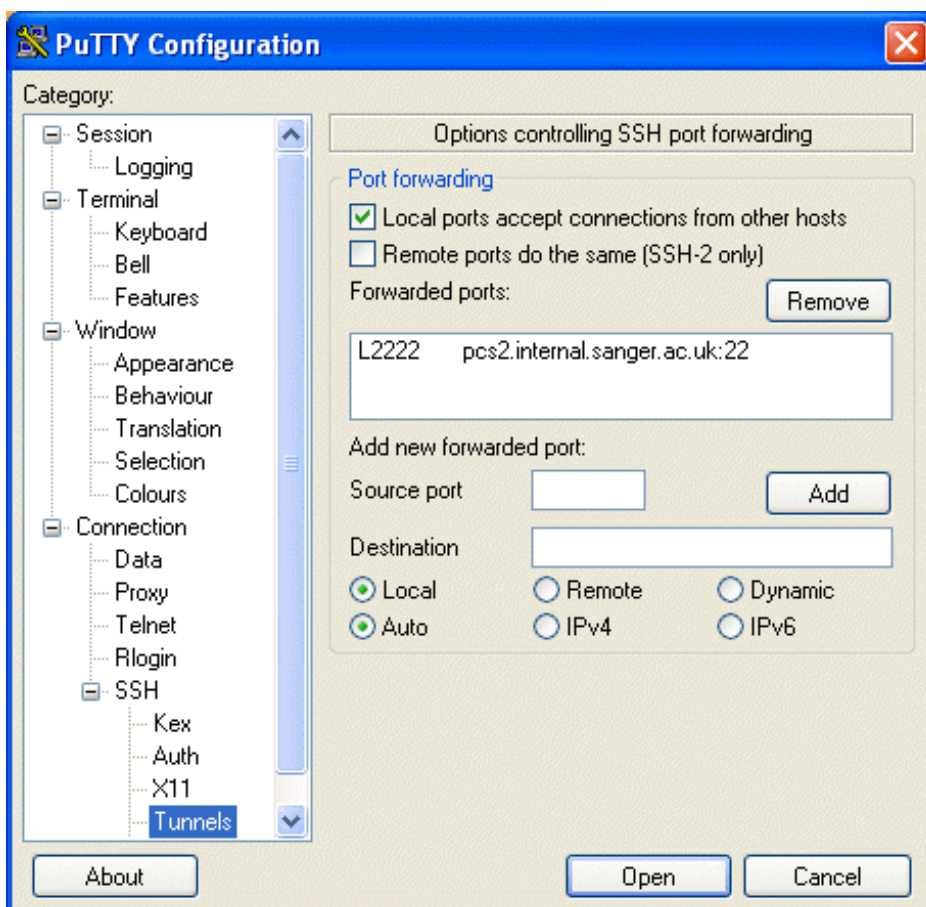 PuTTY Configuration
Category:
Session
Logging
Terminal
Keyboard
Bell
Features
Window
Appearance
Behaviour
Translation
Selection
Colours
Connection
Data
Proxy
Telnet
Rlogin
SSH
Kex
Auth
X11
Tunnels
Options controlling SSH port forwarding
Port forwarding
Local ports accept connections from other hosts
Remote ports do the same (SSH-2 only)
Forwarded ports:
Remove
L2222 pcs2.internal.sanger.ac.uk:22
Add new forwarded port:
Source port
Add
Destination
Local Remote Dynamic
Auto IPv4 IPv6
About
Open
Cancel